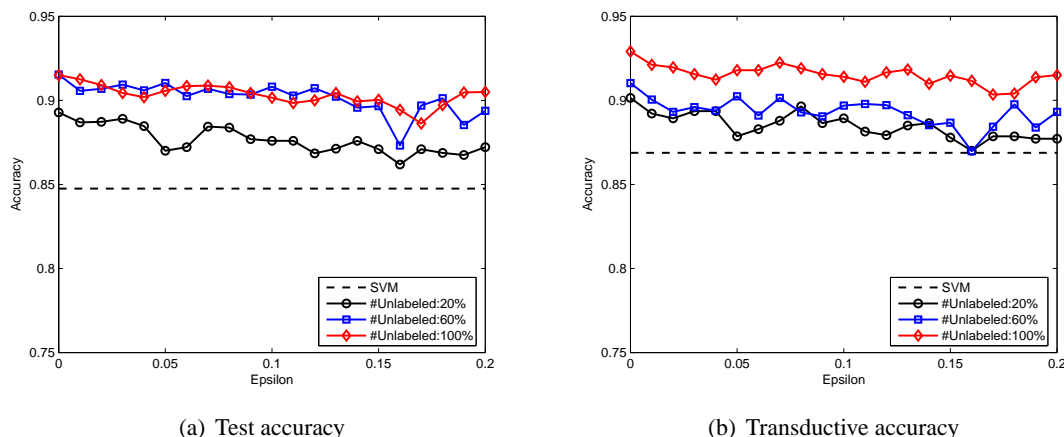 0.95
0.9
0.85
0.8
0.75
Accuracy
0 0.05 0.1 0.15 0.2
Epsilon
SVM
#Unlabeled:20%
#Unlabeled:60%
#Unlabeled:100%
(a) Test accuracy
0.95
0.9
0.85
0.8
0.75
Accuracy
0 0.05 0.1 0.15 0.2
Epsilon
SVM
#Unlabeled:20%
#Unlabeled:60%
#Unlabeled:100%
(b) Transductive accuracy